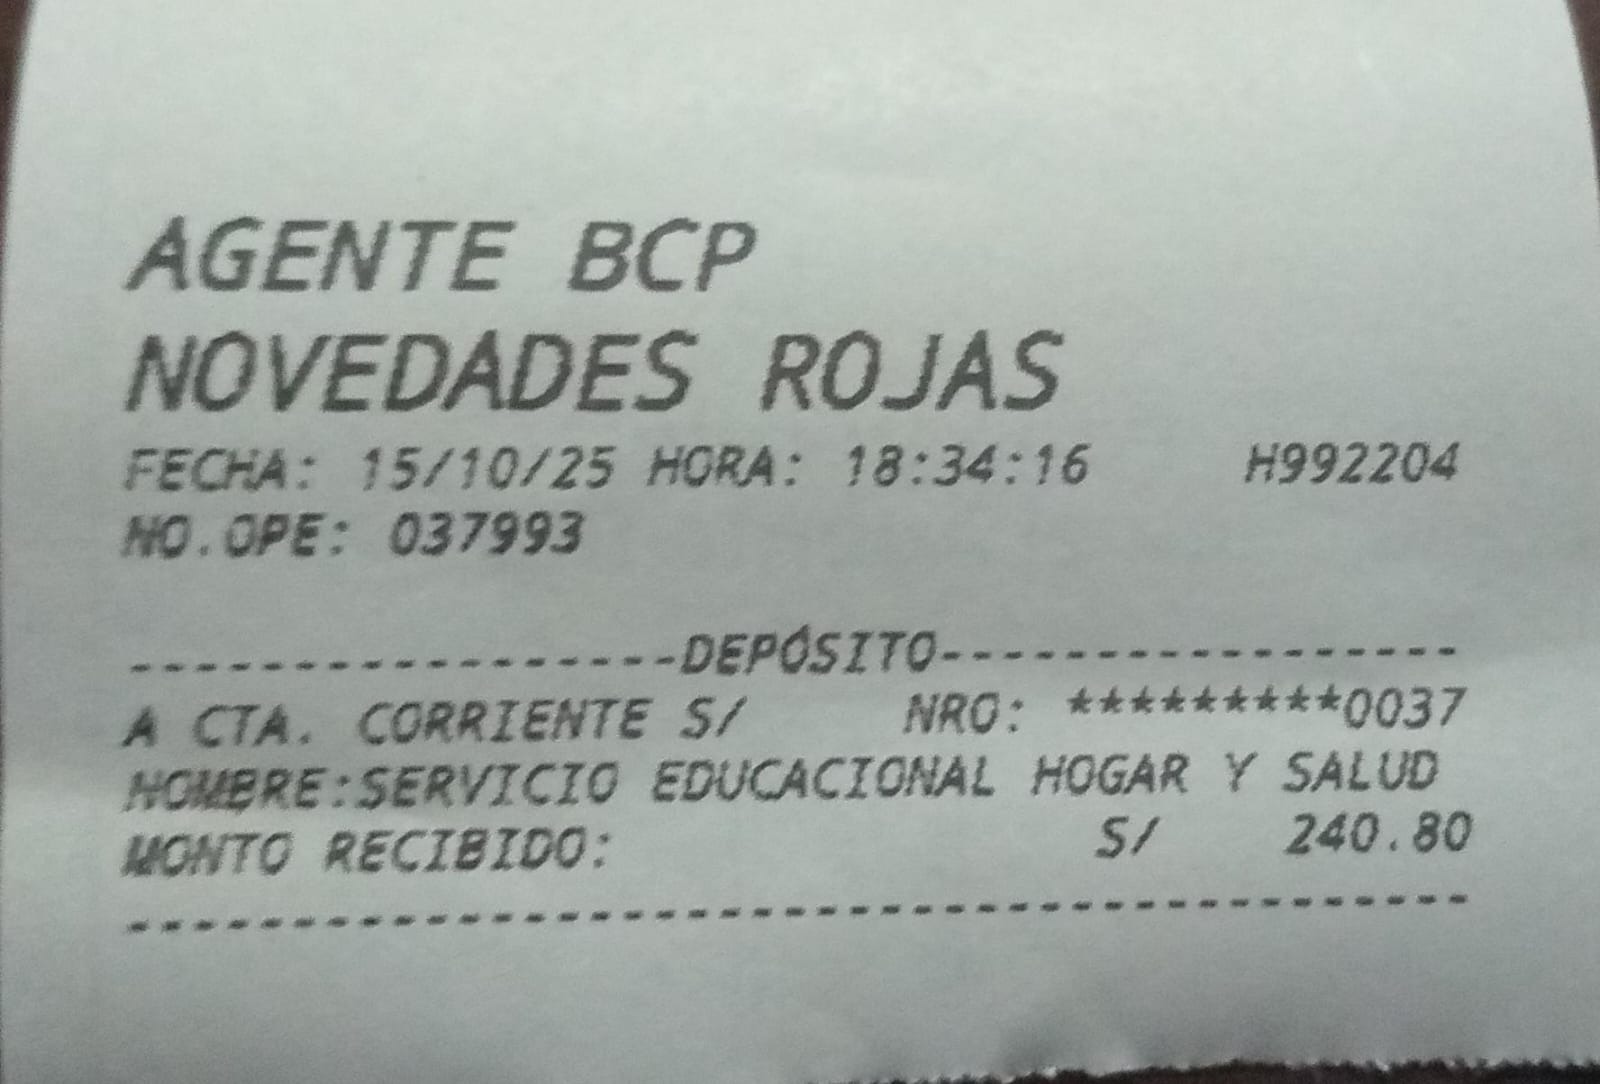 AGENTE BCP
NOVEDADES ROJAS
FECHA: 15/10/25 HORA: 18:34:16 H992204
NO.OPE: 037993
-----------------DEPÓSITO-----------------
A CTA. CORRIENTE S/ NRO: *********0037
NOMBRE:SERVICIO EDUCACIONAL HOGAR Y SALUD
MONTO RECIBIDO: S/ 240.80
------------------------------------------